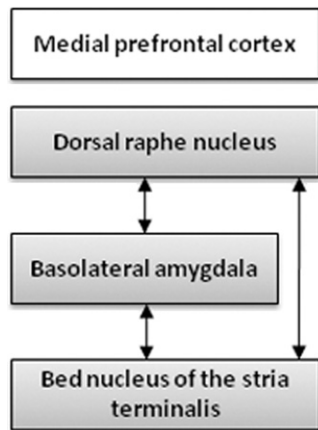 Medial prefrontal cortex
Dorsal raphe nucleus
Basolateral amygdala
Bed nucleus of the stria
terminalis